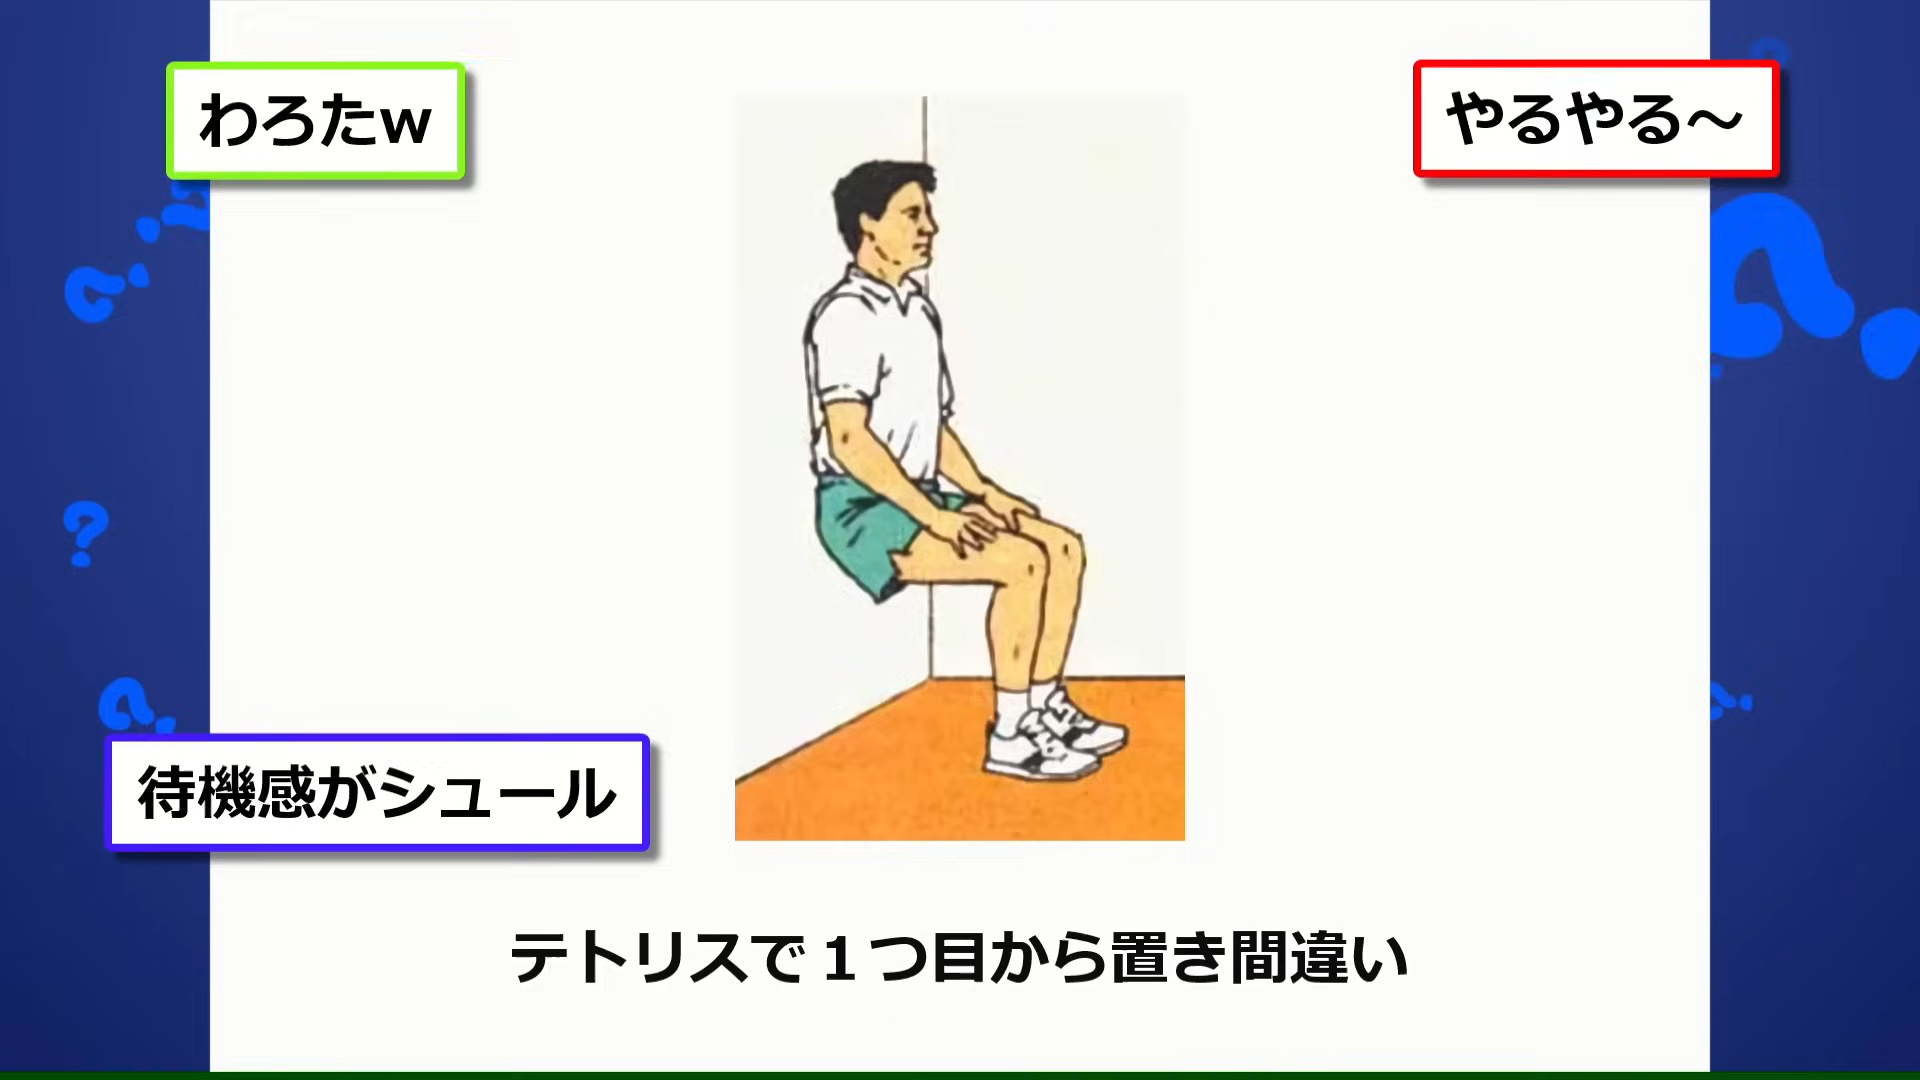 わろたw
やるやる～
待機感がシュール
テトリスで１つ目から置き間違い